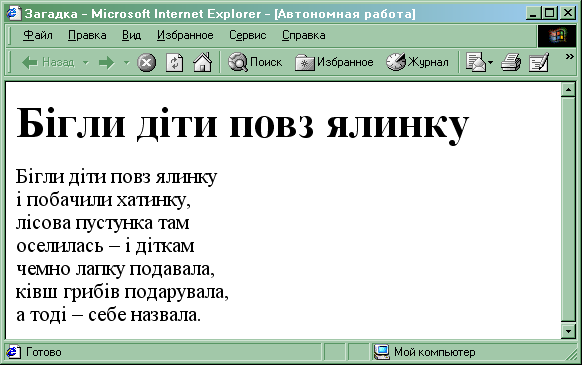 Загадка - Microsoft Internet Explorer - [Автономная работа]
Файл Правка Вид Избранное Сервис Справка
Назад Поиск Избранное Журнал »
Бігли діти повз ялинку
Бігли діти повз ялинку
і побачили хатинку,
лісова пустунка там
оселилась – і діткам
чемно лапку подавала,
ківш грибів подарувала,
а тоді – себе назвала.
Готово Мой компьютер